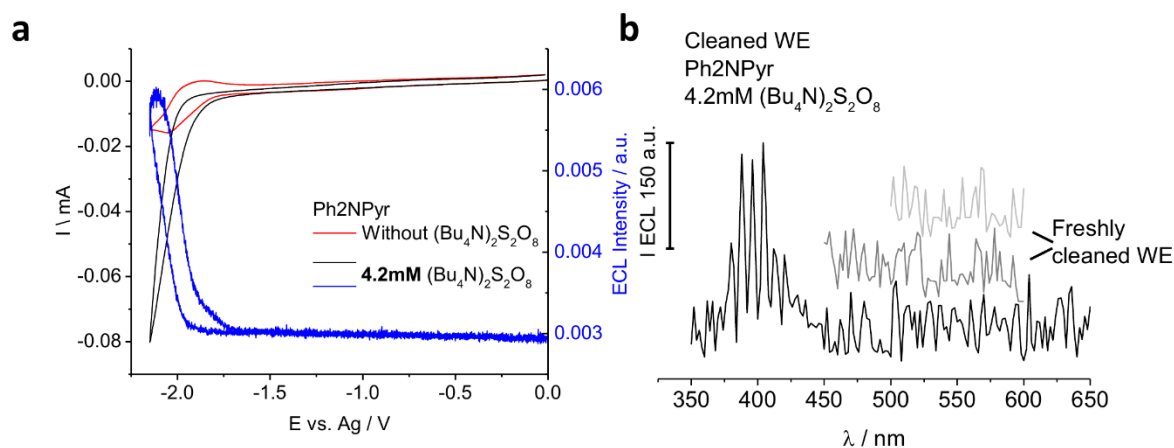 a
0.00
-0.02
-0.04
-0.06
-0.08
I \ mA
-2.0
-1.5
-1.0
-0.5
0.0
E vs. Ag / V
0.006
0.005
0.004
0.003
ECL Intensity / a.u.
Ph2NPyr
Without (Bu₄N)₂S₂O₈
4.2mM (Bu₄N)₂S₂O₈
b
Cleaned WE
Ph2NPyr
4.2mM (Bu₄N)₂S₂O₈
I ECL 150 a.u.
Freshly
cleaned WE
350
400
450
500
550
600
650
λ / nm